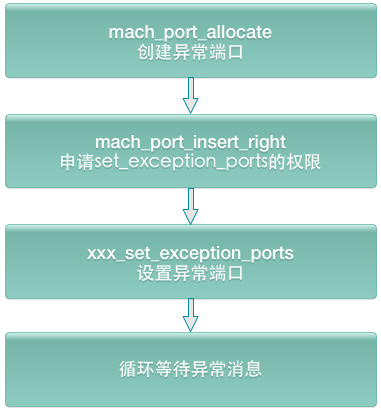 mach_port_allocate
创建异常端口
mach_port_insert_right
申请set_exception_ports的权限
xxx_set_exception_ports
设置异常端口
循环等待异常消息